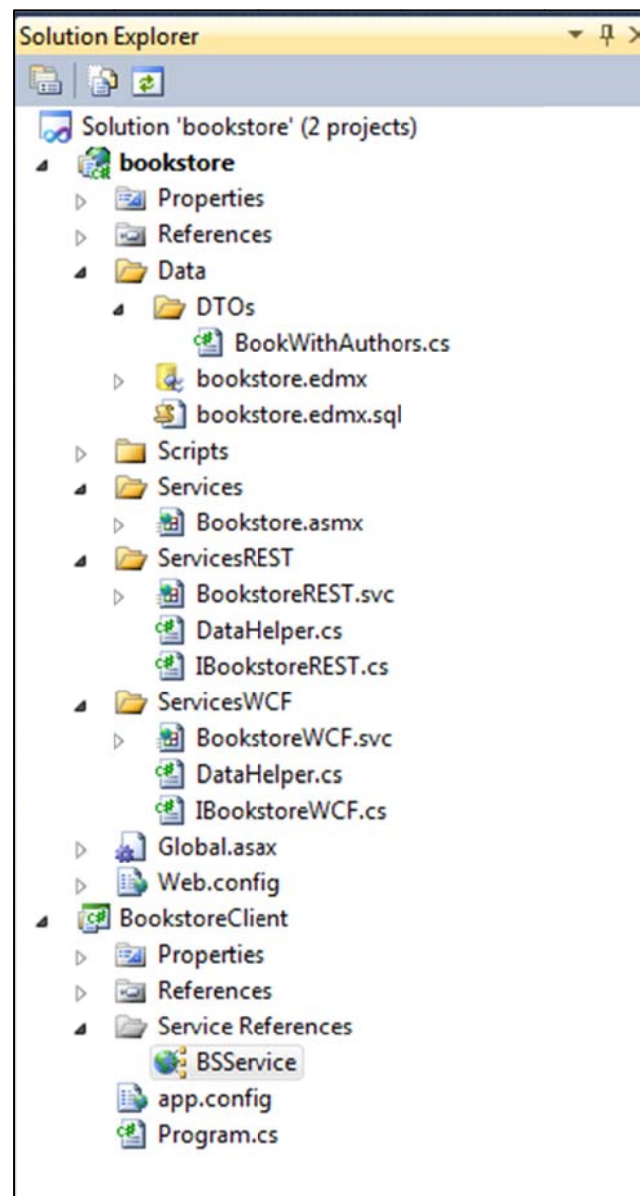 Solution Explorer
Solution 'bookstore' (2 projects)
bookstore
Properties
References
Data
DTOs
BookWithAuthors.cs
bookstore.edmx
bookstore.edmx.sql
Scripts
Services
Bookstore.asmx
ServicesREST
BookstoreREST.svc
DataHelper.cs
IBookstoreREST.cs
ServicesWCF
BookstoreWCF.svc
DataHelper.cs
IBookstoreWCF.cs
Global.asax
Web.config
BookstoreClient
Properties
References
Service References
BSService
app.config
Program.cs